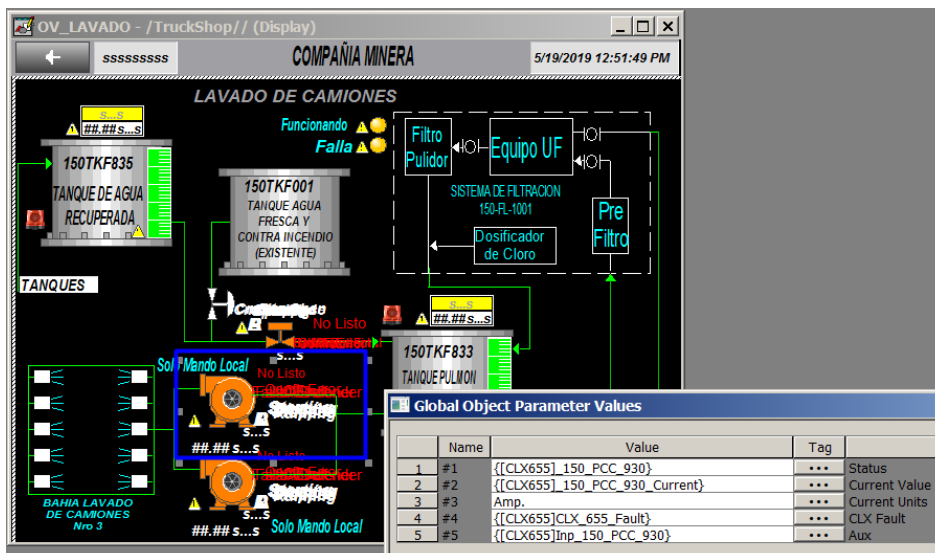 OV_LAVADO - /TruckShop// (Display)
sssssssss
COMPAÑIA MINERA
5/19/2019 12:51:49 PM
LAVADO DE CAMIONES
s...s
##.## s...s
Funcionando
Falla
150TKF835
TANQUE DE AGUA
RECUPERADA
150TKF001
TANQUE AGUA
FRESCA Y
CONTRA INCENDIO
(EXISTENTE)
Filtro
Pulidor
Equipo UF
SISTEMA DE FILTRACION
150-FL-1001
Dosificador
de Cloro
Pre
Filtro
TANQUES
No Listo
s...s
s...s
##.## s...s
150TKF833
TANQUE PULMON
Solo Mando Local
No Listo
s...s
##.## s...s
No Listo
s...s
##.## s...s
Solo Mando Local
BAHIA LAVADO
DE CAMIONES
Nro 3
Global Object Parameter Values
Name Value Tag
1 #1 {[CLX655]_150_PCC_930} ... Status
2 #2 {[CLX655]_150_PCC_930_Current} ... Current Value
3 #3 Amp. ... Current Units
4 #4 {[CLX655]CLX_655_Fault} ... CLX Fault
5 #5 {[CLX655]Inp_150_PCC_930} ... Aux